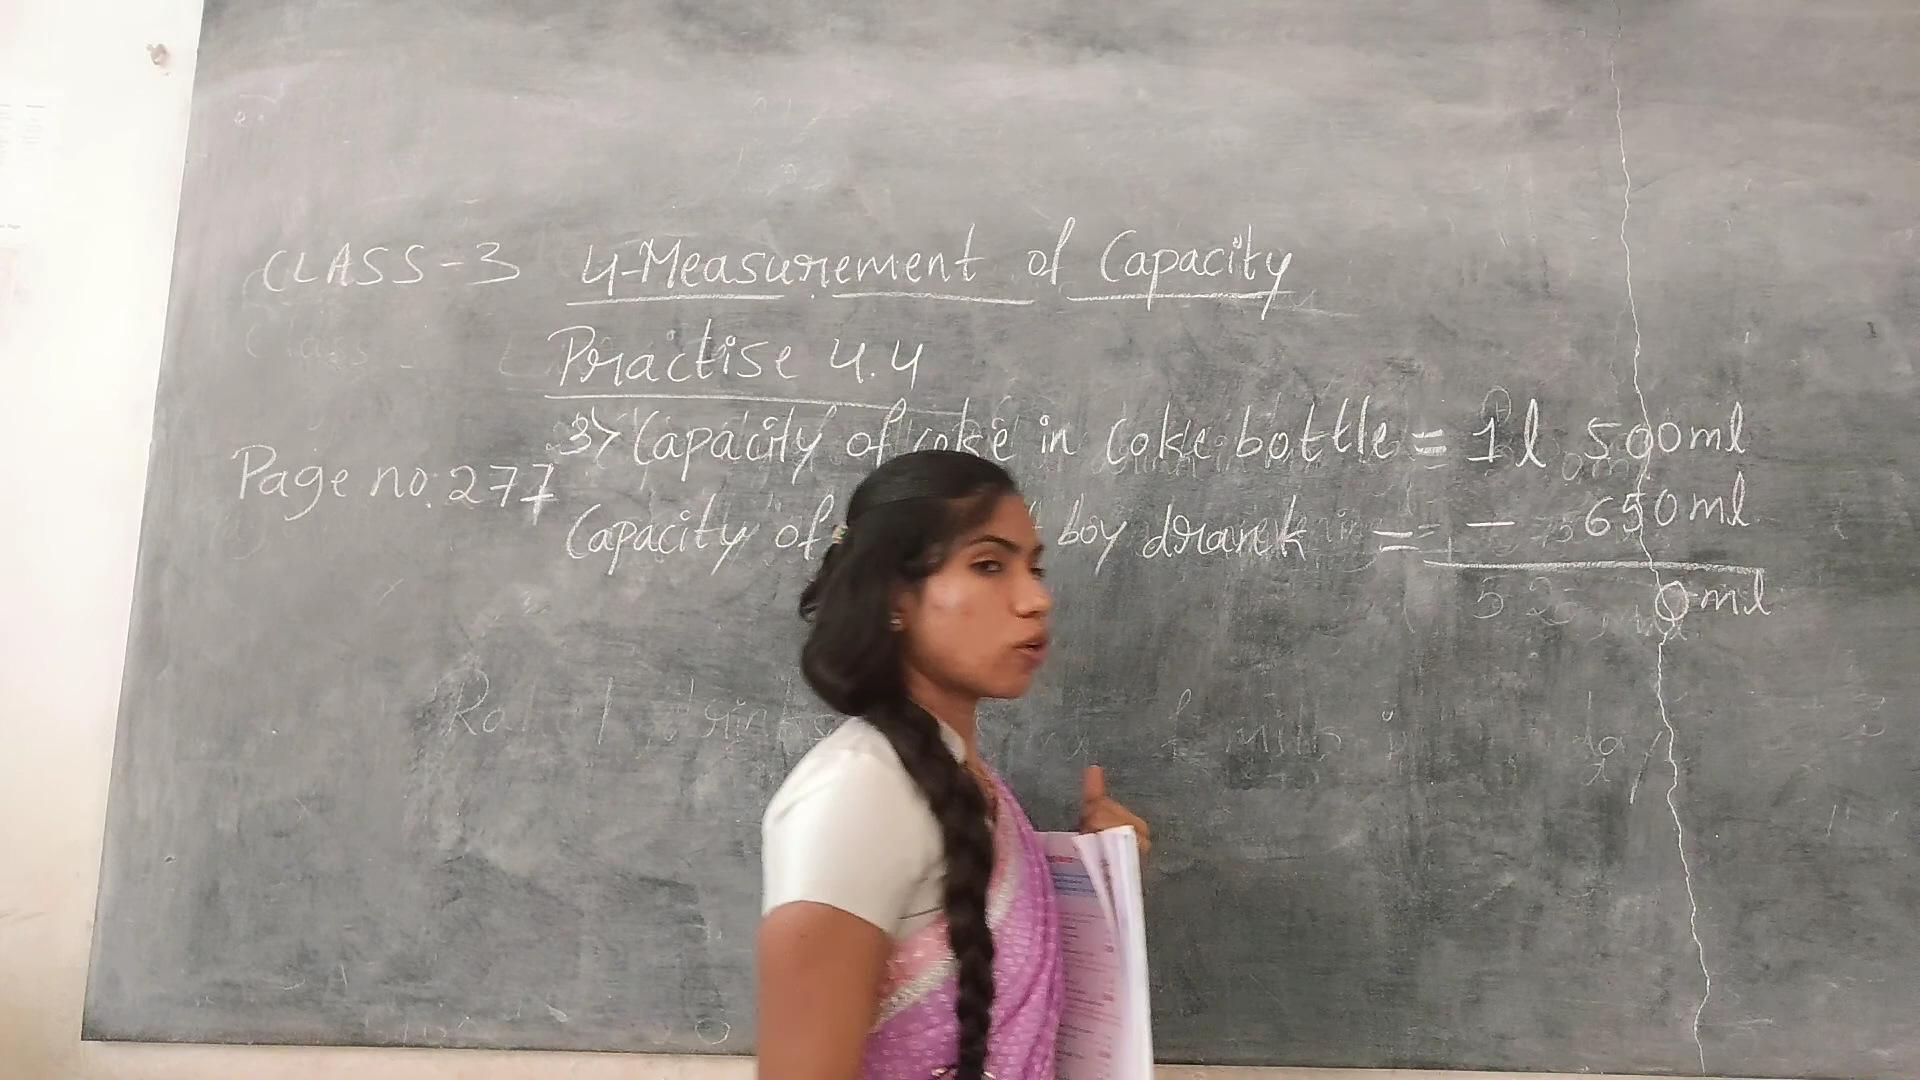 CLASS-3 4-Measurement of Capacity
Practise 4.4
3> Capacity of coke in coke bottle = 1l 500ml
Page no: 277
Capacity of boy drank = - 650ml
0ml